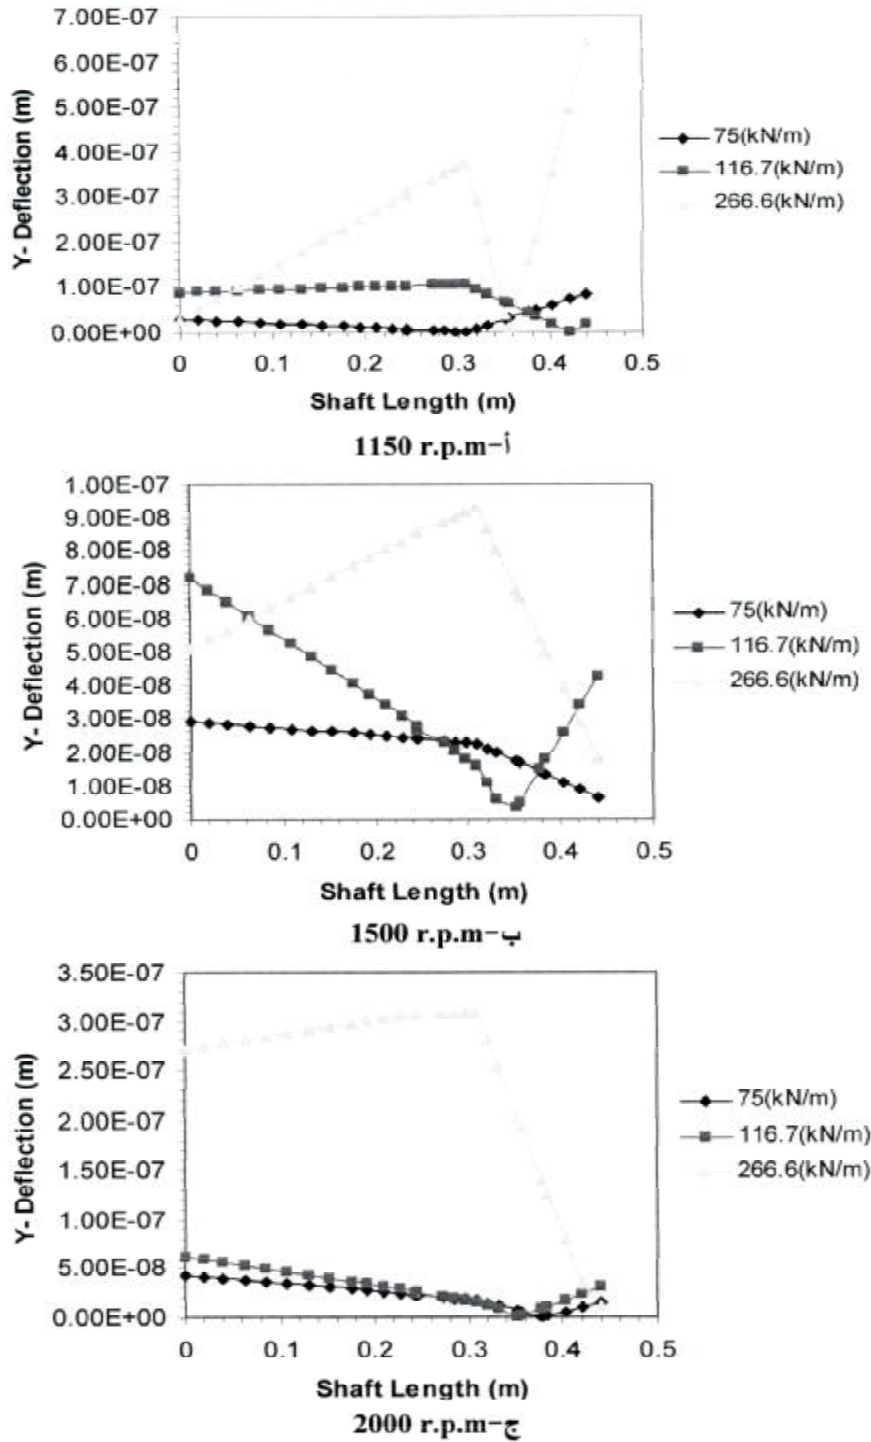 7.00E-07
6.00E-07
5.00E-07
4.00E-07
3.00E-07
2.00E-07
1.00E-07
0.00E+00
Y- Deflection (m)
0 0.1 0.2 0.3 0.4 0.5
Shaft Length (m)
75(kN/m)
116.7(kN/m)
266.6(kN/m)
أ-1150 r.p.m
1.00E-07
9.00E-08
8.00E-08
7.00E-08
6.00E-08
5.00E-08
4.00E-08
3.00E-08
2.00E-08
1.00E-08
0.00E+00
Y- Deflection (m)
0 0.1 0.2 0.3 0.4 0.5
Shaft Length (m)
75(kN/m)
116.7(kN/m)
266.6(kN/m)
ب-1500 r.p.m
3.50E-07
3.00E-07
2.50E-07
2.00E-07
1.50E-07
1.00E-07
5.00E-08
0.00E+00
Y- Deflection (m)
0 0.1 0.2 0.3 0.4 0.5
Shaft Length (m)
75(kN/m)
116.7(kN/m)
266.6(kN/m)
ج-2000 r.p.m